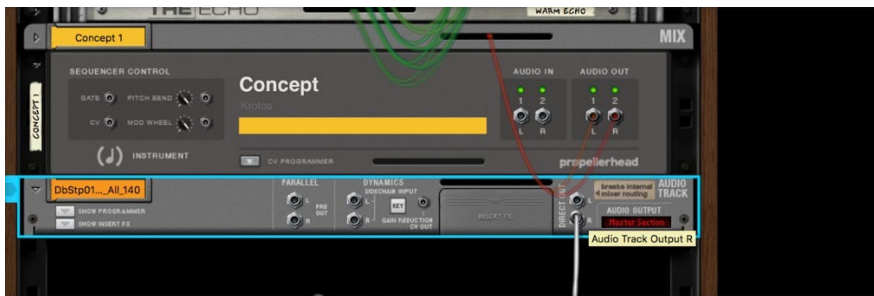 THE ECHO
WARM ECHO
Concept 1
MIX
SEQUENCER CONTROL
GATE
PITCH BEND
CV
MOD WHEEL
INSTRUMENT
CONCEPT 1
Concept
Krotos
CV PROGRAMMER
AUDIO IN
AUDIO OUT
1 2
1 2
L R
L R
propellerhead
DbStp01..._All_140
SHOW PROGRAMMER
SHOW INSERT FX
PARALLEL
L
R
PRE OUT
DYNAMICS
SIDECHAIN INPUT
L
R
KEY
GAIN REDUCTION
CV OUT
INSERT FX
DIRECT OUT
L
R
breaks internal
mixer routing
AUDIO
TRACK
AUDIO OUTPUT
Master Section
Audio Track Output R